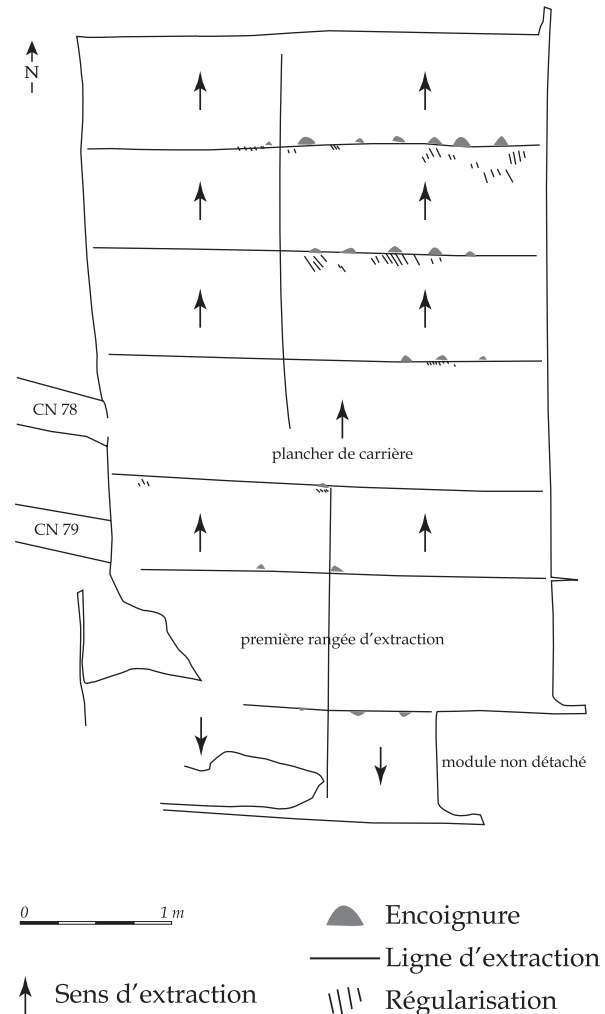 N
CN 78
plancher de carrière
CN 79
première rangée d'extraction
module non détaché
0 1 m
Encoignure
Ligne d'extraction
Sens d'extraction
Régularisation